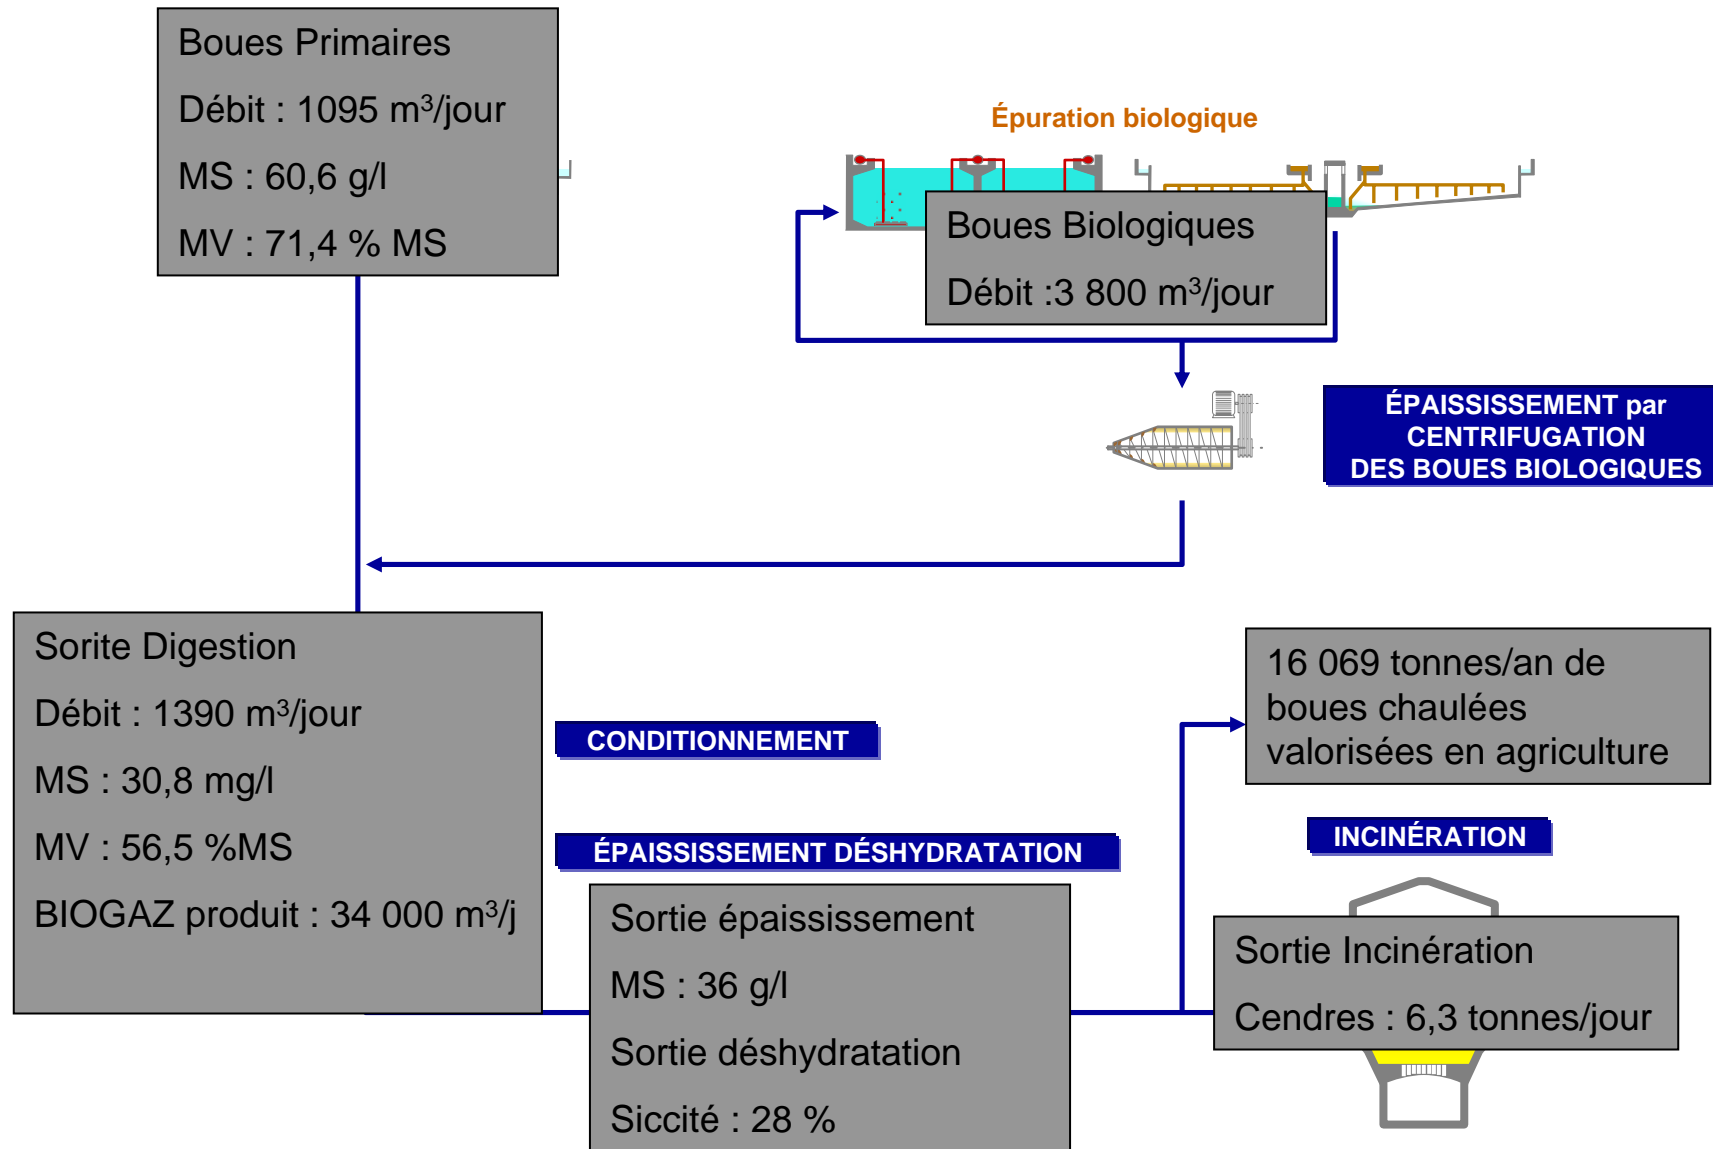 Boues Primaires
Débit : 1095 m³/jour
MS : 60,6 g/l
MV : 71,4 % MS
Épuration biologique
Boues Biologiques
Débit :3 800 m³/jour
ÉPAISSISSEMENT par
CENTRIFUGATION
DES BOUES BIOLOGIQUES
Sorite Digestion
Débit : 1390 m³/jour
MS : 30,8 mg/l
MV : 56,5 %MS
BIOGAZ produit : 34 000 m³/j
CONDITIONNEMENT
ÉPAISSISSEMENT DÉSHYDRATATION
Sortie épaississement
MS : 36 g/l
Sortie déshydratation
Siccité : 28 %
16 069 tonnes/an de
boues chaulées
valorisées en agriculture
INCINÉRATION
Sortie Incinération
Cendres : 6,3 tonnes/jour